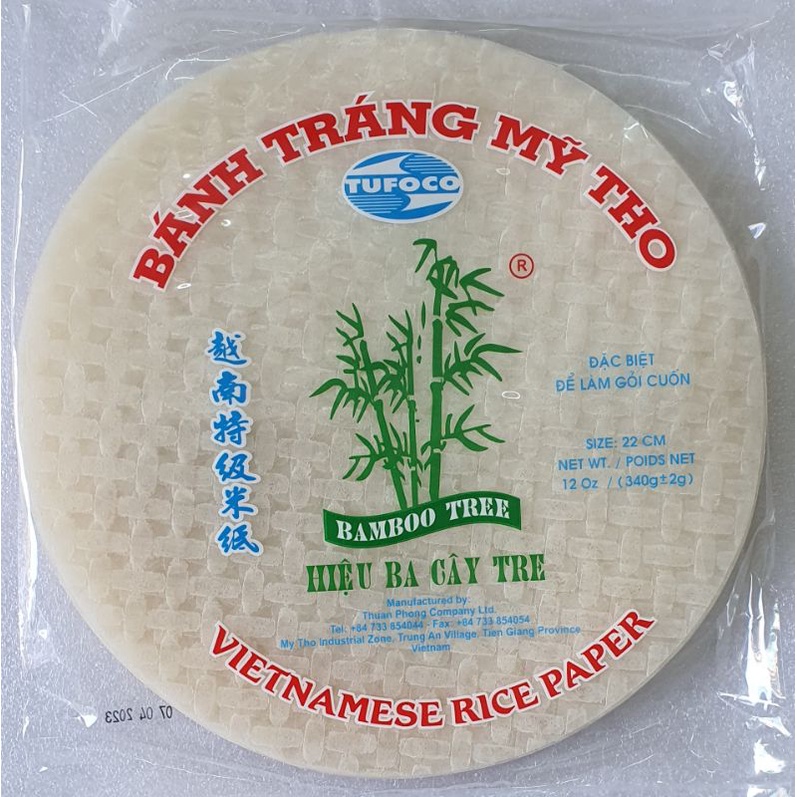 BÁNH TRÁNG MỸ THO
TUFOCO
®
越南特级米纸
ĐẶC BIỆT
ĐỂ LÀM GỎI CUỐN
SIZE: 22 CM
NET WT. / POIDS NET
12 Oz / (340g±2g)
BAMBOO TREE
HIỆU BA CÂY TRE
Manufactured by:
Thuan Phong Company Ltd.
Tel: +84 733 854044 - Fax: +84 733 854054
My Tho Industrial Zone, Trung An Village, Tien Giang Province
Vietnam
VIETNAMESE RICE PAPER
07 04 2023